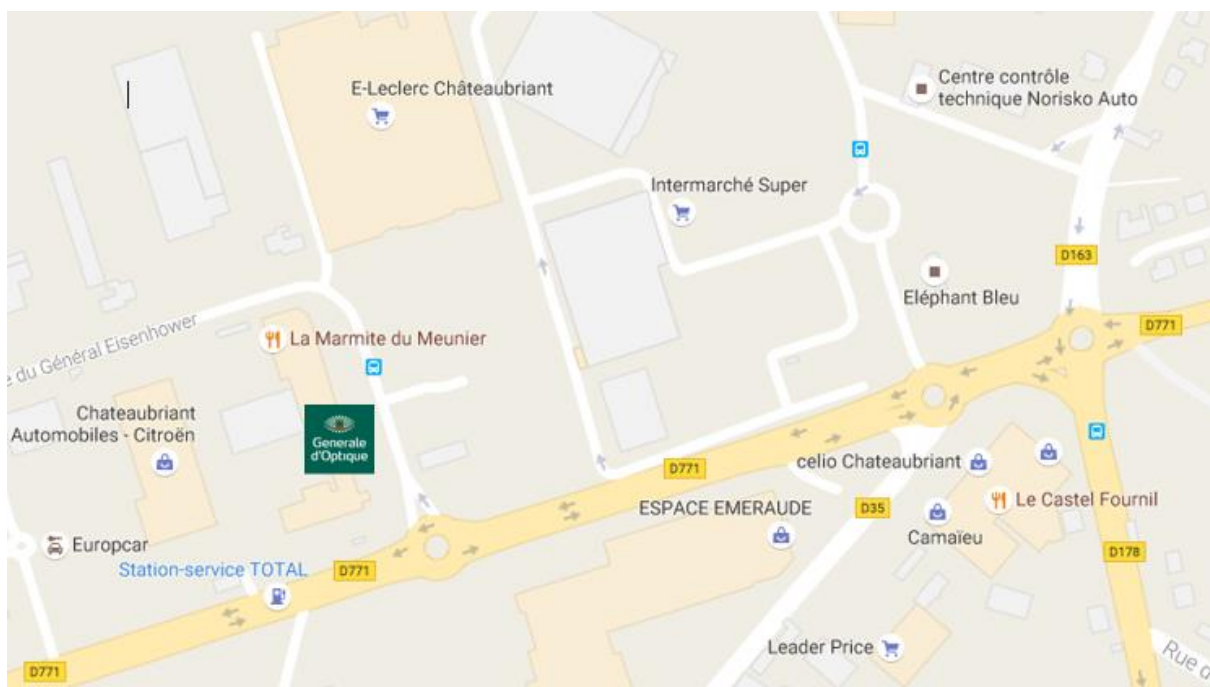 E-Leclerc Châteaubriant
Centre contrôle
technique Norisko Auto
Intermarché Super
D163
Eléphant Bleu
D771
e du Général Eisenhower
La Marmite du Meunier
Chateaubriant
Automobiles - Citroën
Generale
d'Optique
D771
celio Chateaubriant
ESPACE EMERAUDE
D35
Le Castel Fournil
Camaïeu
Europcar
D178
Station-service TOTAL
D771
Leader Price
Rue d
D771